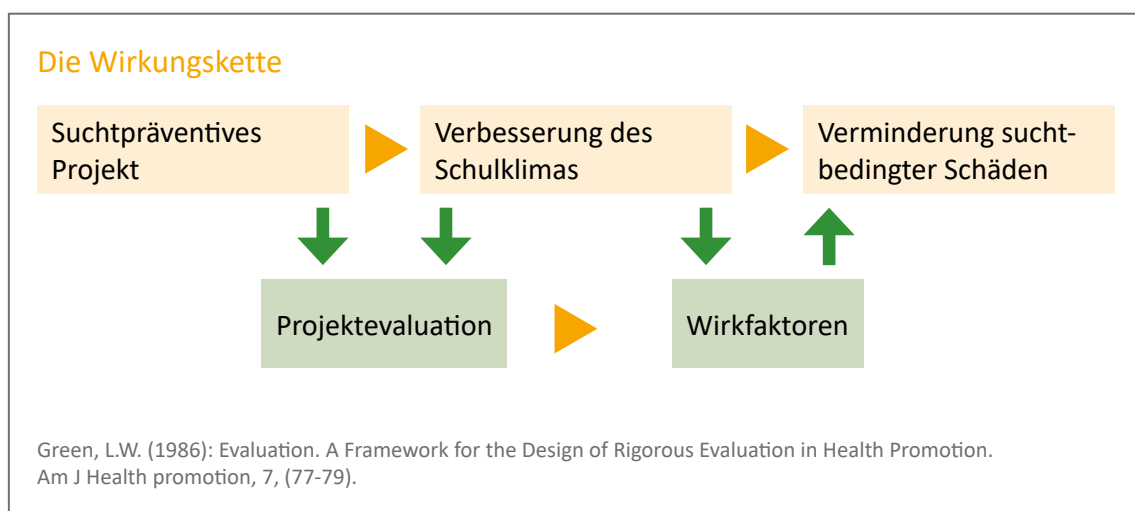 Die Wirkungskette
Suchtpräventives
Projekt
Verbesserung des
Schulklimas
Verminderung sucht-
bedingter Schäden
Projektevaluation
Wirkfaktoren
Green, L.W. (1986): Evaluation. A Framework for the Design of Rigorous Evaluation in Health Promotion.
Am J Health promotion, 7, (77-79).